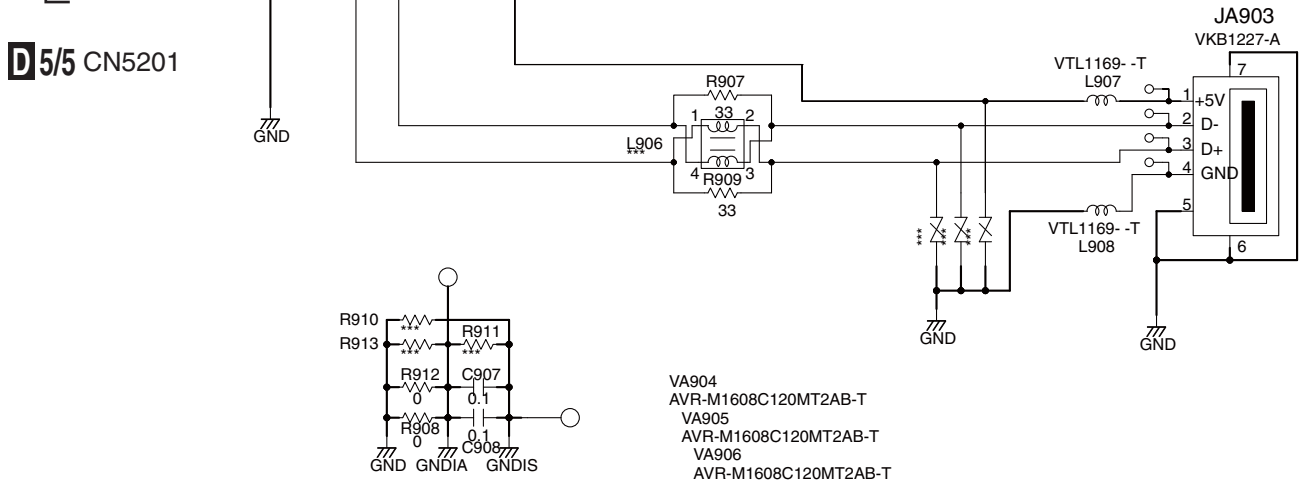 JA903
VKB1227-A
D 5/5 CN5201
VTL1169- -T
L907
7
R907
33
1
+5V
1 2
2
D-
L906
***
3
D+
4 3
4
GND
R909
33
5
VTL1169- -T
L908
6
*** *** ***
GND
GND
GND
R910
***
R911
***
R913
***
R912
0
C907
0.1
R908
0
0.1
C908
GND GNDIA GNDIS
VA904
AVR-M1608C120MT2AB-T
VA905
AVR-M1608C120MT2AB-T
VA906
AVR-M1608C120MT2AB-T